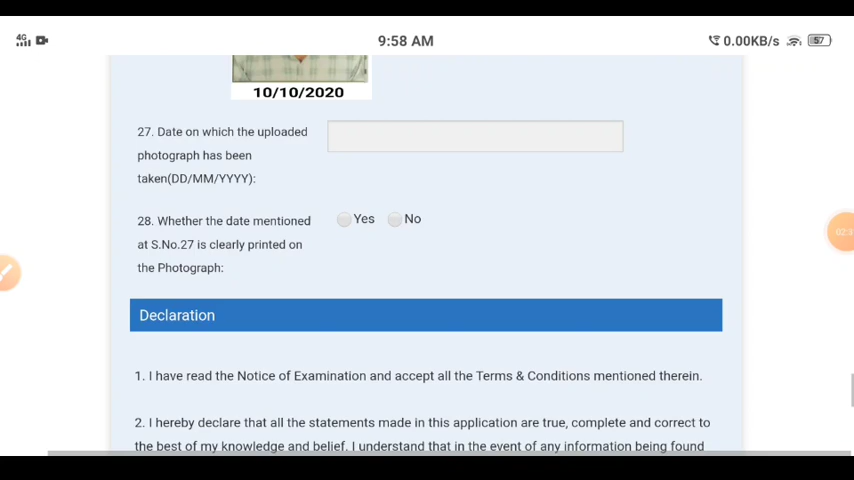 4G 9:58 AM 0.00KB/s 57
10/10/2020
27. Date on which the uploaded
photograph has been
taken(DD/MM/YYYY):
28. Whether the date mentioned
at S.No.27 is clearly printed on
the Photograph:
Yes No
Declaration
1. I have read the Notice of Examination and accept all the Terms & Conditions mentioned therein.
2. I hereby declare that all the statements made in this application are true, complete and correct to
the best of my knowledge and belief. I understand that in the event of any information being found